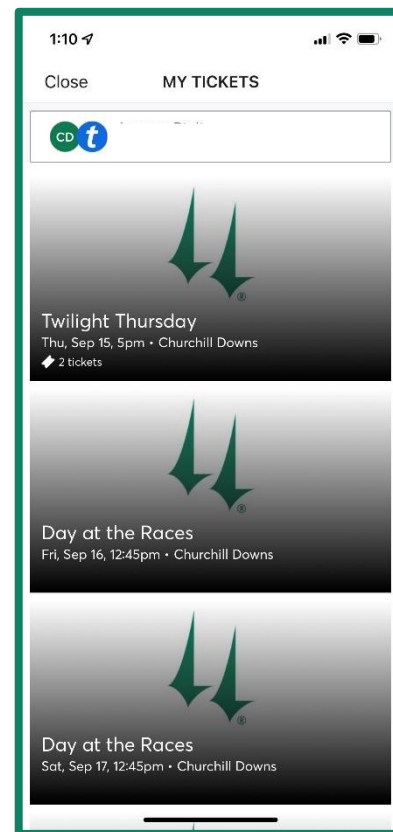 1:10
Close MY TICKETS
CD t
Twilight Thursday
Thu, Sep 15, 5pm • Churchill Downs
2 tickets
Day at the Races
Fri, Sep 16, 12:45pm • Churchill Downs
Day at the Races
Sat, Sep 17, 12:45pm • Churchill Downs